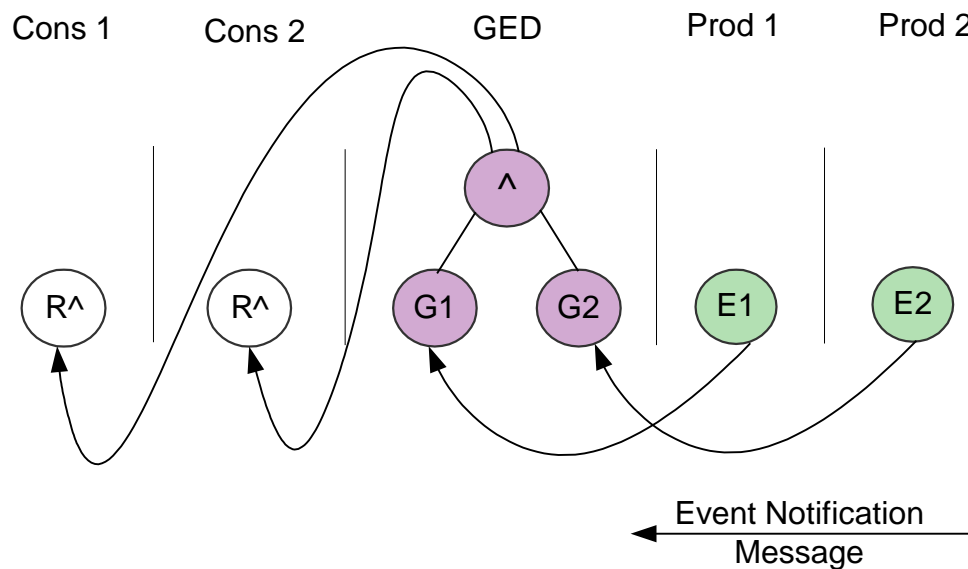 Cons 1
Cons 2
GED
Prod 1
Prod 2
^
R^
R^
G1
G2
E1
E2
Event Notification
Message